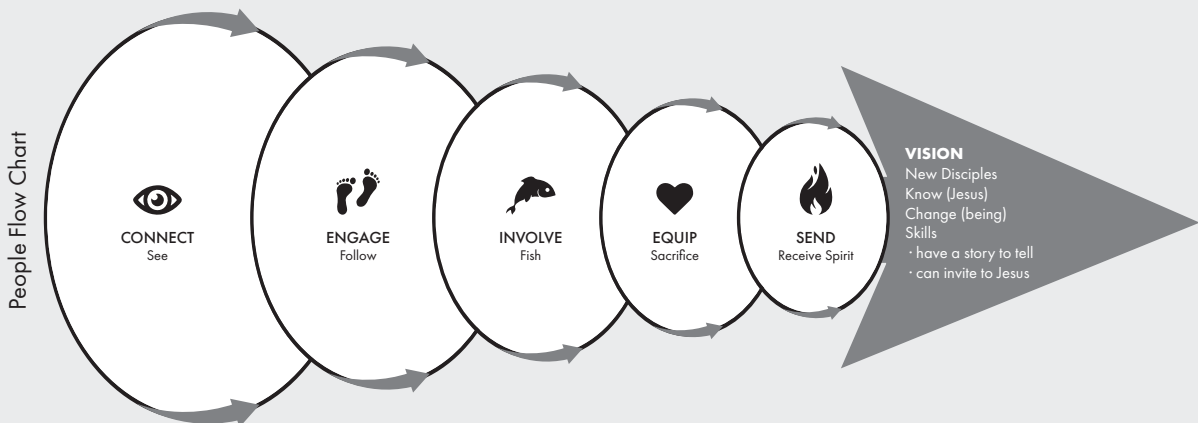 People Flow Chart
CONNECT
See
ENGAGE
Follow
INVOLVE
Fish
EQUIP
Sacrifice
SEND
Receive Spirit
VISION
New Disciples
Know (Jesus)
Change (being)
Skills
· have a story to tell
· can invite to Jesus